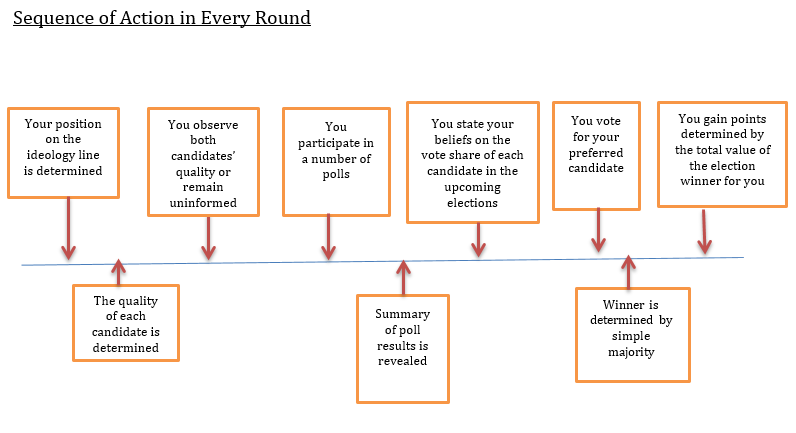 Sequence of Action in Every Round
Your position
on the
ideology line
is determined
You observe
both
candidates'
quality or
remain
uninformed
You
participate in
a number of
polls
You state your
beliefs on the
vote share of each
candidate in the
upcoming
elections
You vote
for your
preferred
candidate
You gain points
determined by
the total value of
the election
winner for you
The quality
of each
candidate is
determined
Summary
of poll
results is
revealed
Winner is
determined by
simple
majority